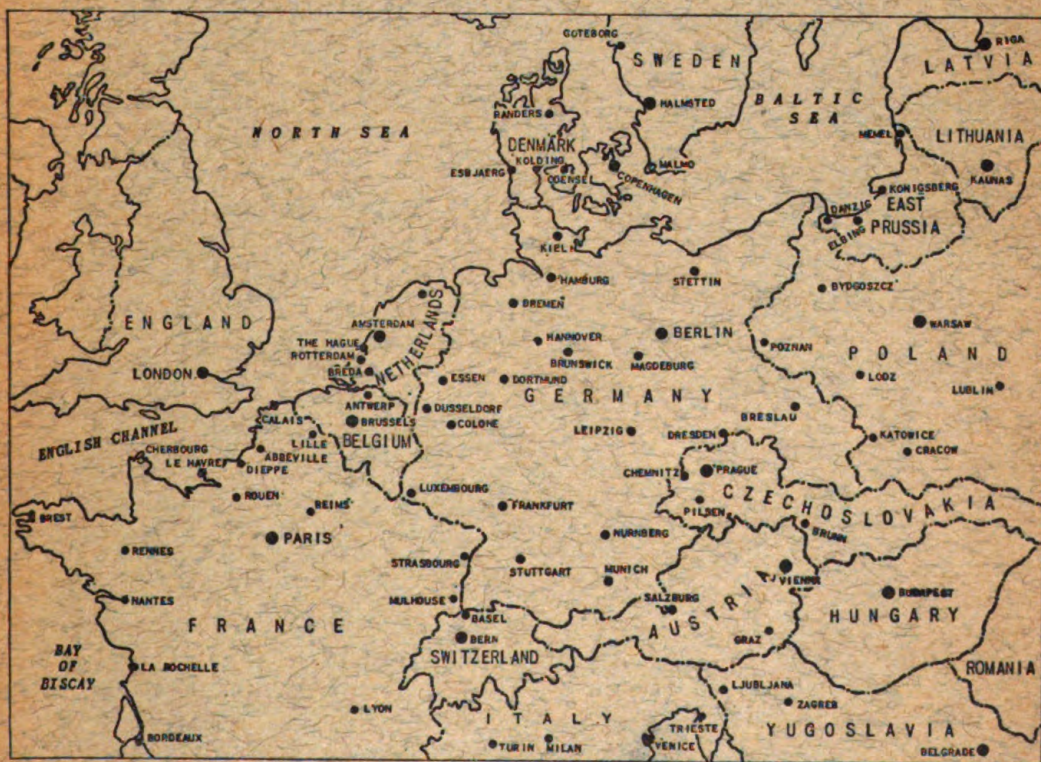 GOTEBORG
SWEDEN
RIGA
LATVIA
HALMSTED
BALTIC
SEA
RANDERS
NORTH SEA
MEMEL
LITHUANIA
DENMARK
KOLDING
ESBJAERG
ODENSEL
COPENHAGEN
MALMO
KAUNAS
KONIGSBERG
EAST
PRUSSIA
DANZIG
ELBING
KIEL
HAMBURG
STETTIN
BYDGOSZCZ
BREMEN
ENGLAND
AMSTERDAM
NETHERLANDS
THE HAGUE
ROTTERDAM
BREDA
HANNOVER
BRUNSWICK
BERLIN
MAGDEBURG
WARSAW
POZNAN
POLAND
LONDON
ESSEN
DORTMUND
LODZ
LUBLIN
ANTWERP
GERMANY
CALAIS
BRUSSELS
BELGIUM
DUSSELDORF
COLONE
BRESLAU
ENGLISH CHANNEL
LILLE
ABBEVILLE
LEIPZIG
DRESDEN
KATOWICE
CRACOW
CHERBOURG
LE HAVRE
DIEPPE
CHEMNITZ
PRAGUE
CZECHOSLOVAKIA
ROUEN
REIMS
LUXEMBOURG
FRANKFURT
PILSEN
BREST
PARIS
NURNBERG
BRUNN
RENNES
STRASBOURG
STUTTGART
MUNICH
VIENNA
NANTES
MULHOUSE
BASEL
SALZBURG
AUSTRIA
BUDAPEST
HUNGARY
FRANCE
BERN
SWITZERLAND
GRAZ
BAY
OF
BISCAY
LA ROCHELLE
ROMANIA
LJUBLJANA
ZAGREB
LYON
ITALY
TRIESTE
YUGOSLAVIA
BORDEAUX
TURIN
MILAN
VENICE
BELGRADE